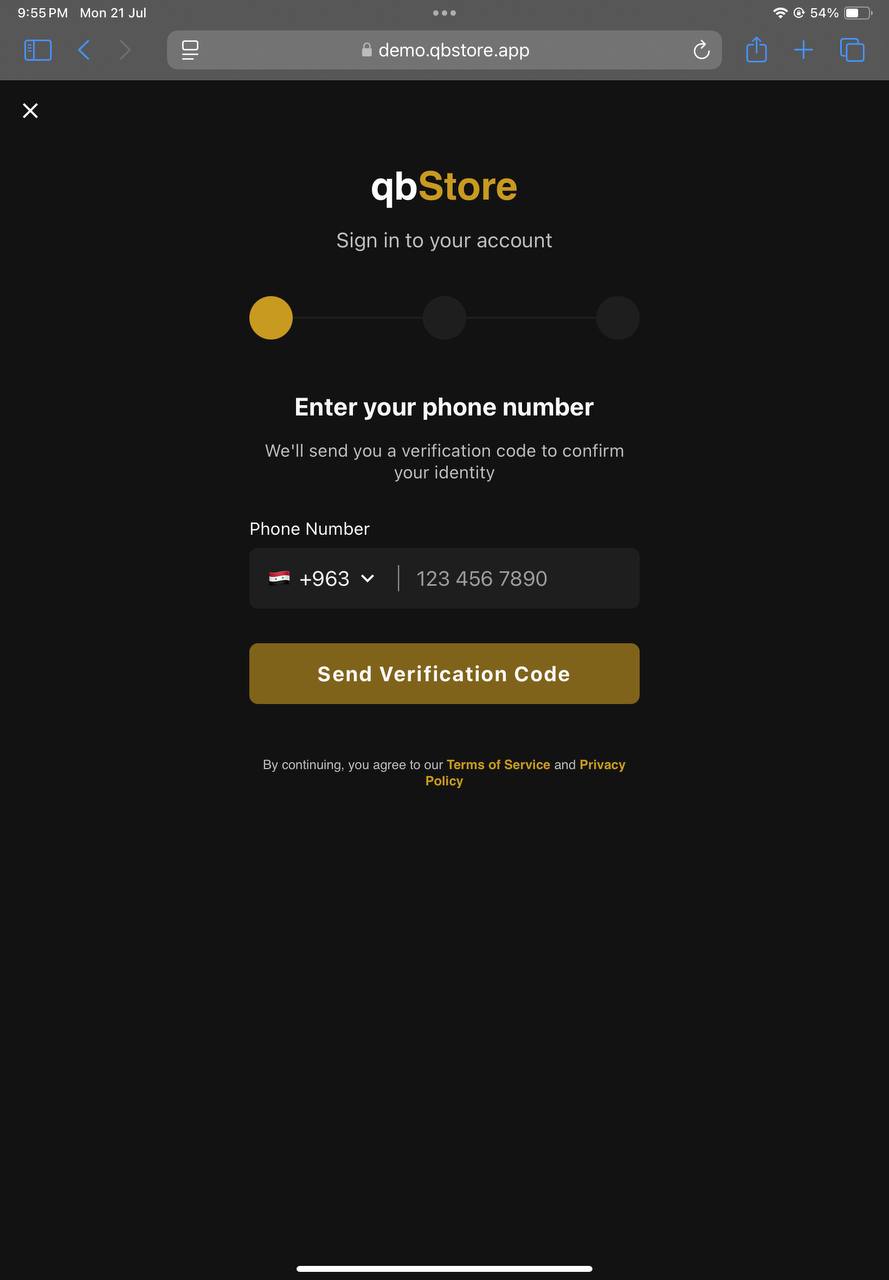 9:55 PM Mon 21 Jul
54%
demo.qbstore.app
qbStore
Sign in to your account
Enter your phone number
We'll send you a verification code to confirm
your identity
Phone Number
+963
123 456 7890
Send Verification Code
By continuing, you agree to our Terms of Service and Privacy
Policy